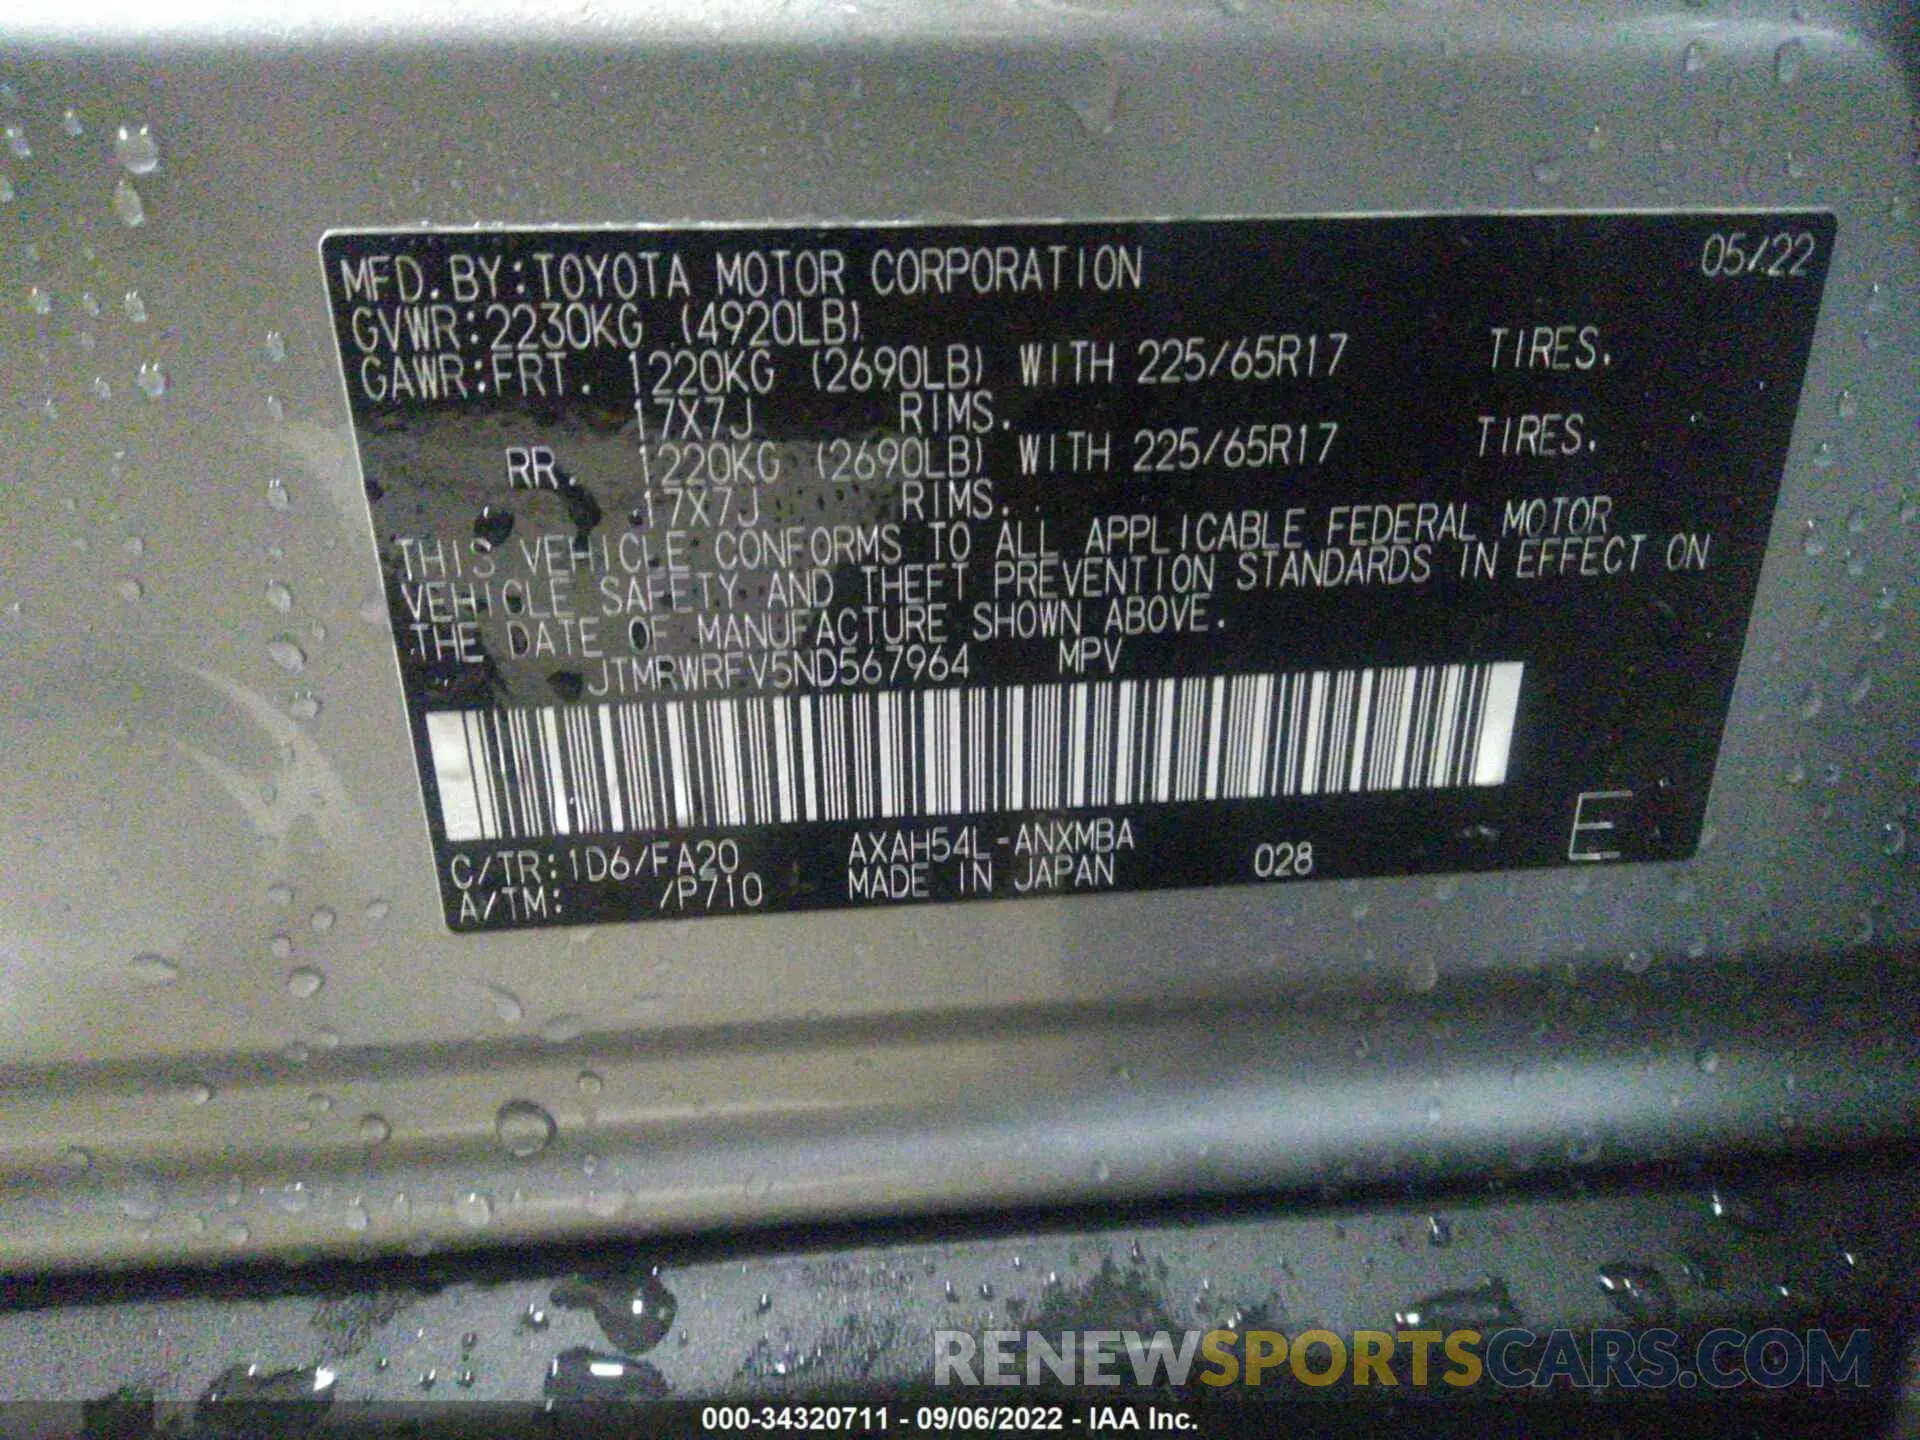 05/22
MFD.BY:TOYOTA MOTOR CORPORATION
GVWR:2230KG (4920LB)
GAWR:FRT. 1220KG (2690LB) WITH 225/65R17 TIRES.
17X7J RIMS.
RR. 1220KG (2690LB) WITH 225/65R17 TIRES.
17X7J RIMS.
THIS VEHICLE CONFORMS TO ALL APPLICABLE FEDERAL MOTOR
VEHICLE SAFETY AND THEFT PREVENTION STANDARDS IN EFFECT ON
THE DATE OF MANUFACTURE SHOWN ABOVE.
JTMRWRFV5ND567964 MPV
C/TR:1D6/FA20 AXAH54L-ANXMBA 028 E
A/TM: /P710 MADE IN JAPAN
RENEWSPORTSCARS.COM
000-34320711 - 09/06/2022 - IAA Inc.